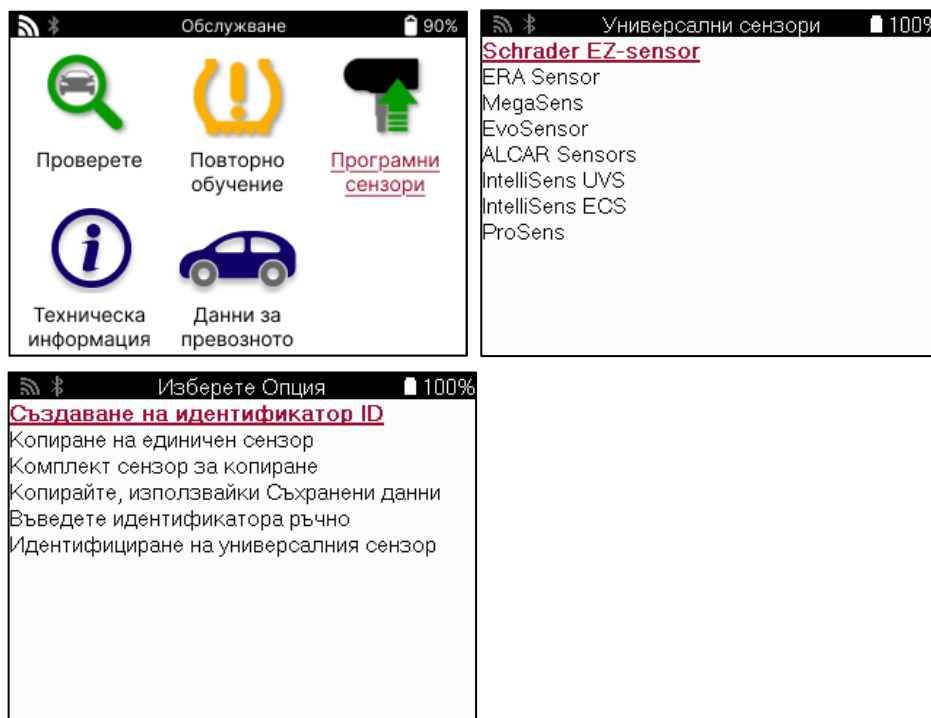 Обслужване 90%
Проверете
Повторно
обучение
Програмни
сензори
Техническа
информация
Данни за
превозното
Универсални сензори 100%
Schrader EZ-sensor
ERA Sensor
MegaSens
EvoSensor
ALCAR Sensors
IntelliSens UVS
IntelliSens ECS
ProSens
Изберете Опция 100%
Създаване на идентификатор ID
Копиране на единичен сензор
Комплект сензор за копиране
Копирайте, използвайки Съхранени данни
Въведете идентификатора ръчно
Идентифициране на универсалния сензор